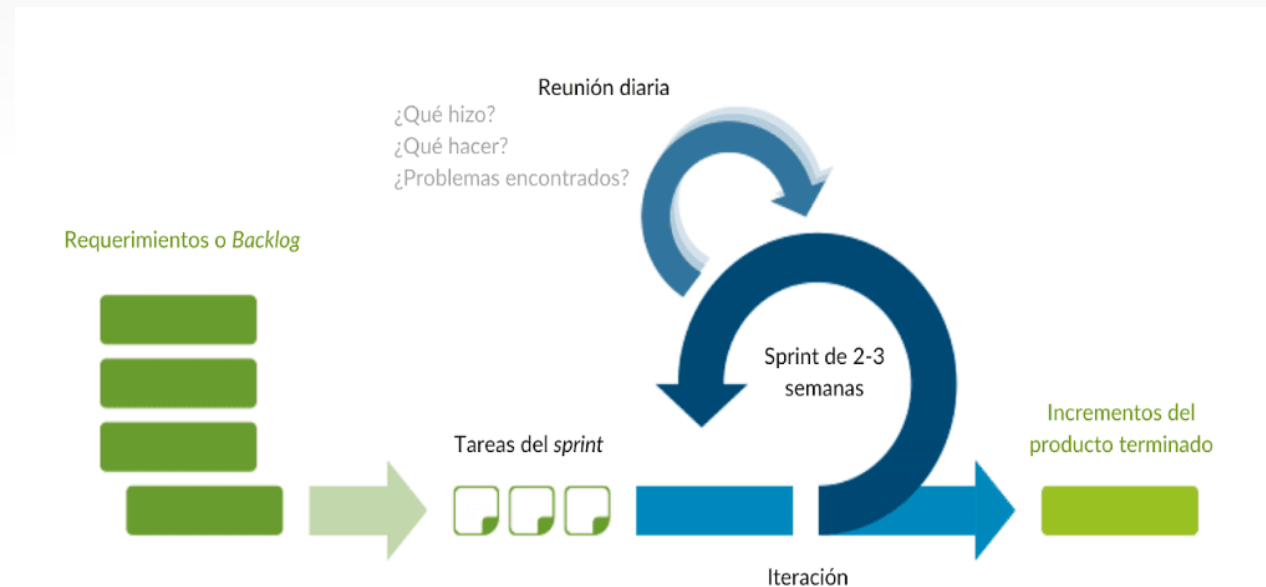 Reunión diaria
¿Qué hizo?
¿Qué hacer?
¿Problemas encontrados?
Requerimientos o Backlog
Sprint de 2-3
semanas
Tareas del sprint
Incrementos del
producto terminado
Iteración